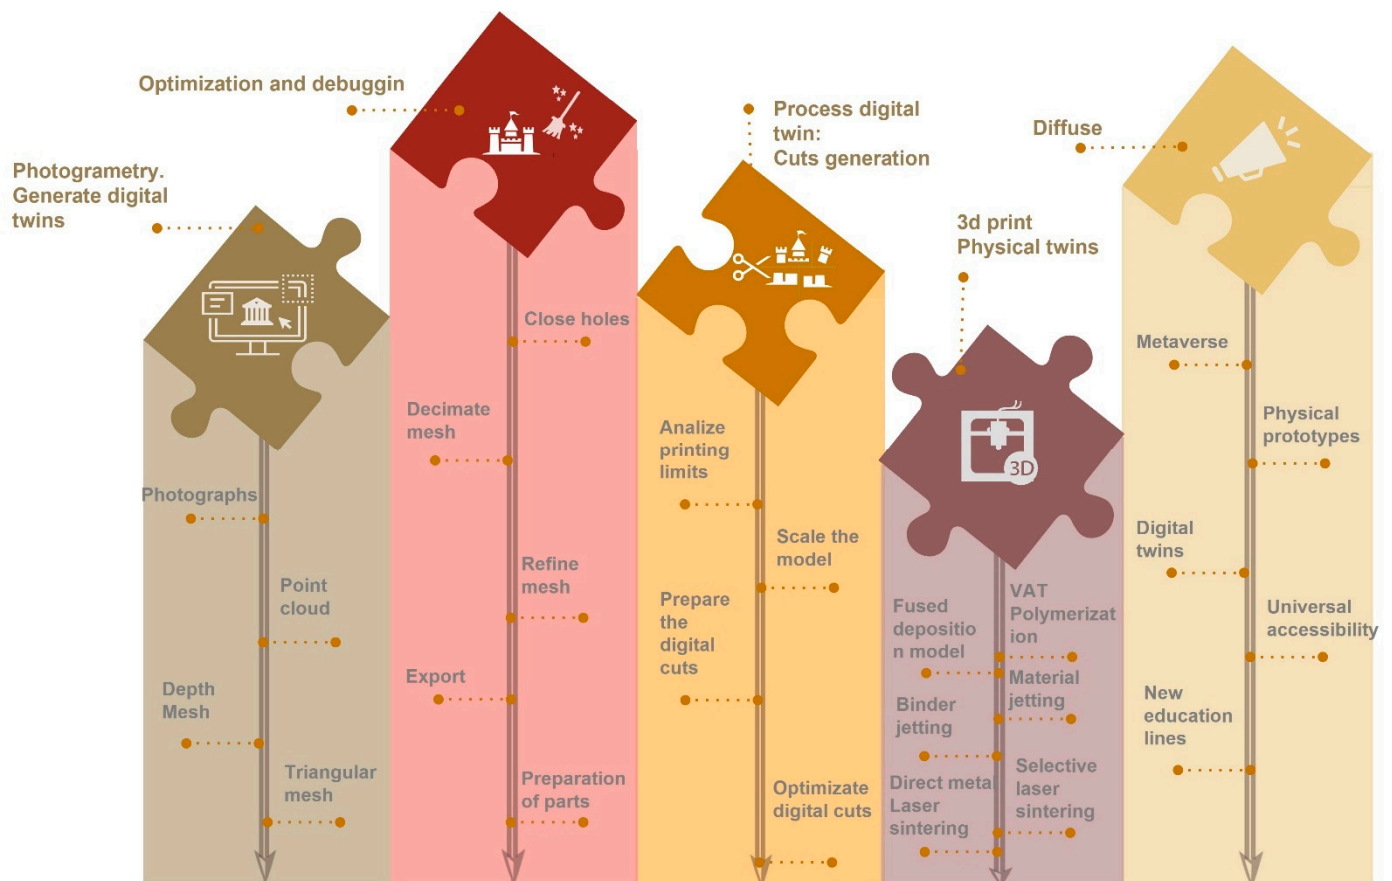 Photogrametry.
Generate digital
twins
Photographs
Point
cloud
Depth
Mesh
Triangular
mesh
Optimization and debuggin
Close holes
Decimate
mesh
Refine
mesh
Export
Preparation
of parts
Process digital
twin:
Cuts generation
Analize
printing
limits
Scale the
model
Prepare
the
digital
cuts
Optimizate
digital cuts
3d print
Physical twins
3D
VAT
Polymerizat
ion
Fused
depositio
n model
Material
jetting
Binder
jetting
Selective
laser
sintering
Direct metal
Laser
sintering
Diffuse
Metaverse
Physical
prototypes
Digital
twins
Universal
accessibility
New
education
lines